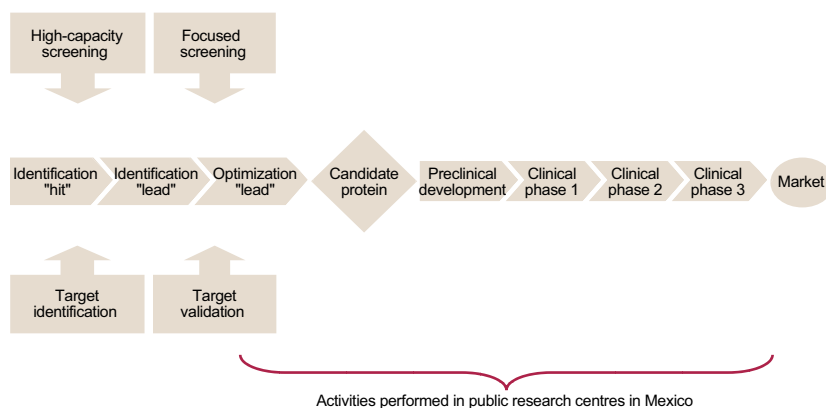 High-capacity
screening
Focused
screening
Identification
"hit"
Identification
"lead"
Optimization
"lead"
Candidate
protein
Preclinical
development
Clinical
phase 1
Clinical
phase 2
Clinical
phase 3
Market
Target
identification
Target
validation
Activities performed in public research centres in Mexico